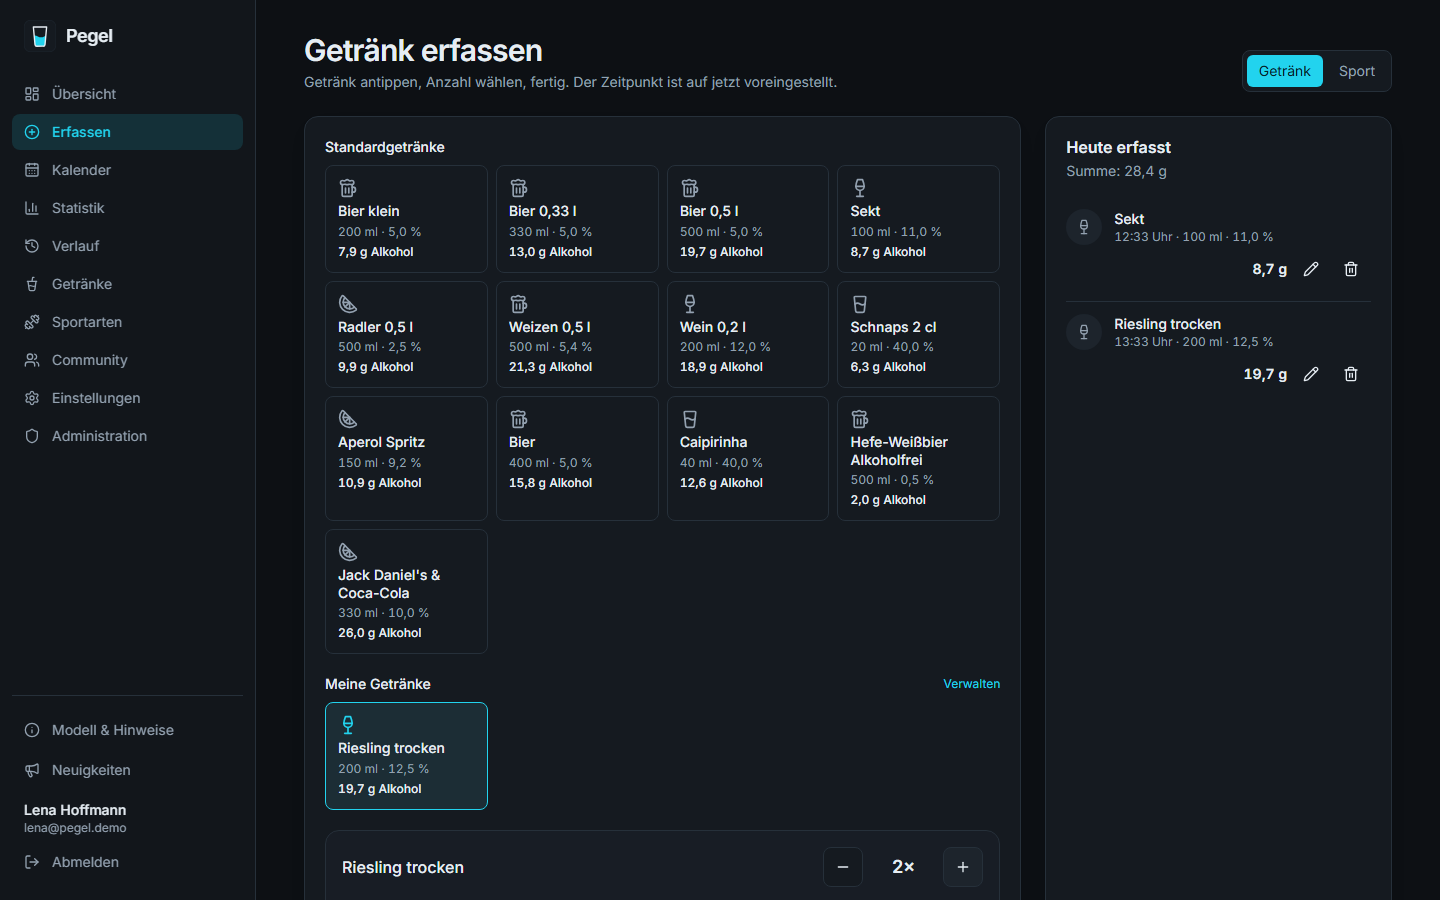 Pegel
Übersicht
Erfassen
Kalender
Statistik
Verlauf
Getränke
Sportarten
Community
Einstellungen
Administration
Modell & Hinweise
Neuigkeiten
Lena Hoffmann
lena@pegel.demo
Abmelden
Getränk erfassen
Getränk antippen, Anzahl wählen, fertig. Der Zeitpunkt ist auf jetzt voreingestellt.
Getränk
Sport
Standardgetränke
Bier klein
200 ml · 5,0 %
7,9 g Alkohol
Bier 0,33 l
330 ml · 5,0 %
13,0 g Alkohol
Bier 0,5 l
500 ml · 5,0 %
19,7 g Alkohol
Sekt
100 ml · 11,0 %
8,7 g Alkohol
Radler 0,5 l
500 ml · 2,5 %
9,9 g Alkohol
Weizen 0,5 l
500 ml · 5,4 %
21,3 g Alkohol
Wein 0,2 l
200 ml · 12,0 %
18,9 g Alkohol
Schnaps 2 cl
20 ml · 40,0 %
6,3 g Alkohol
Aperol Spritz
150 ml · 9,2 %
10,9 g Alkohol
Bier
400 ml · 5,0 %
15,8 g Alkohol
Caipirinha
40 ml · 40,0 %
12,6 g Alkohol
Hefe-Weißbier
Alkoholfrei
500 ml · 0,5 %
2,0 g Alkohol
Jack Daniel's &
Coca-Cola
330 ml · 10,0 %
26,0 g Alkohol
Meine Getränke
Verwalten
Riesling trocken
200 ml · 12,5 %
19,7 g Alkohol
Riesling trocken
− 2× +
Heute erfasst
Summe: 28,4 g
Sekt
12:33 Uhr · 100 ml · 11,0 %
8,7 g
Riesling trocken
13:33 Uhr · 200 ml · 12,5 %
19,7 g